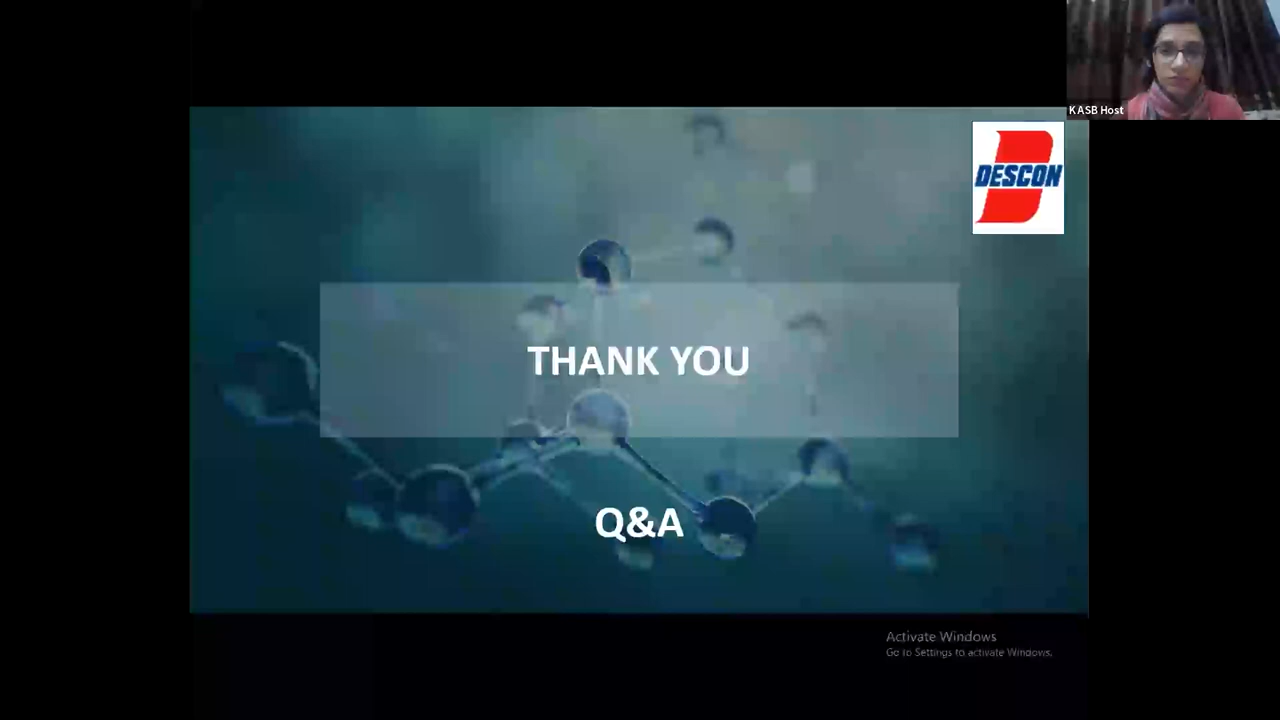 KASB Host
DESCON
THANK YOU
Q&A
Activate Windows
Go to Settings to activate Windows.